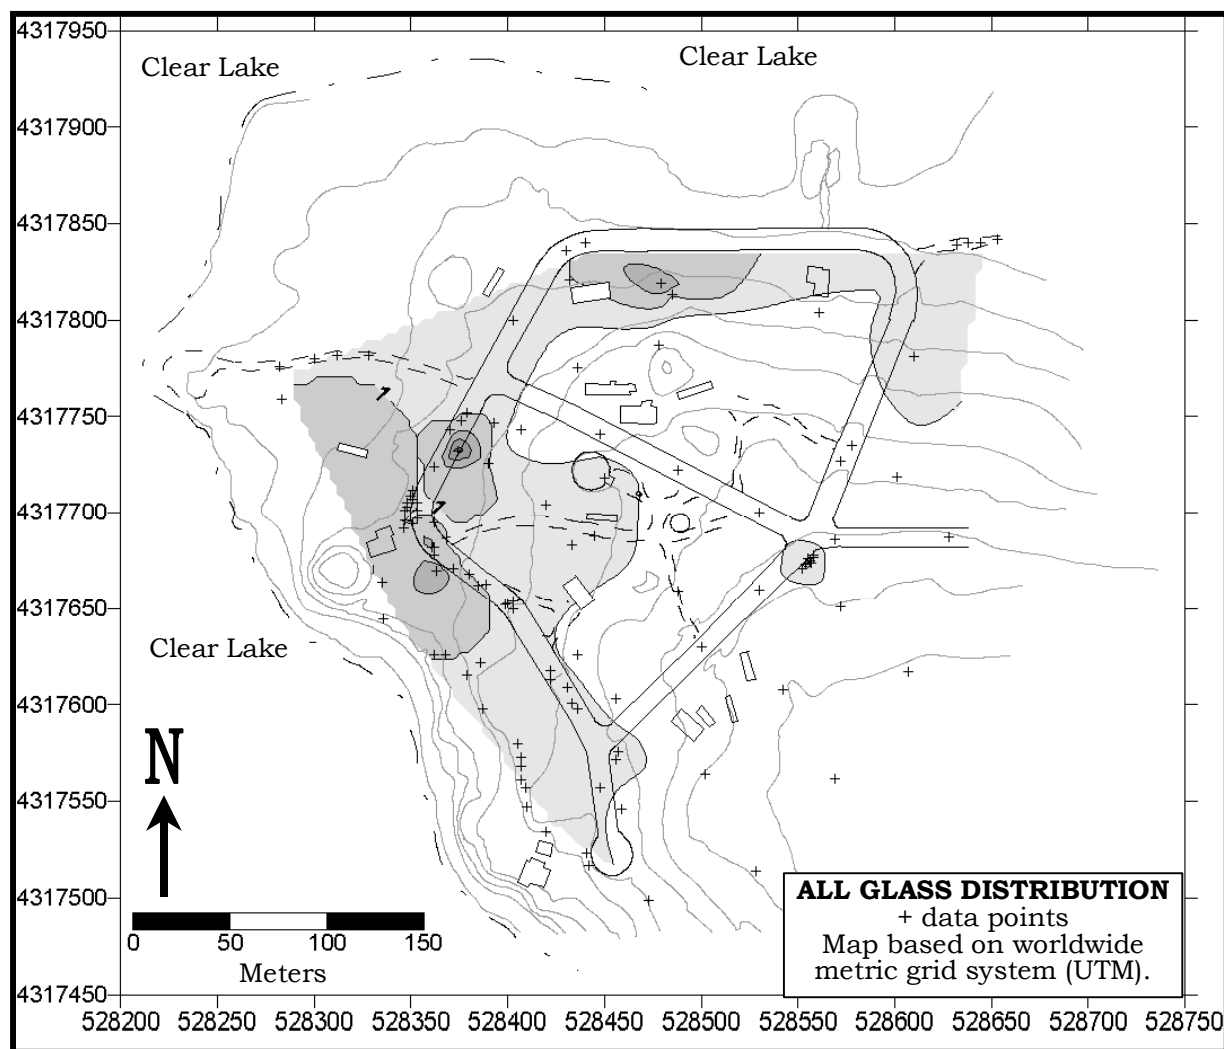 4317950
Clear Lake
Clear Lake
4317900
4317850
4317800
4317750
1
4317700
1
4317650
Clear Lake
4317600
N
4317550
4317500
ALL GLASS DISTRIBUTION
+ data points
Map based on worldwide
metric grid system (UTM).
0 50 100 150
Meters
4317450
528200 528250 528300 528350 528400 528450 528500 528550 528600 528650 528700 528750